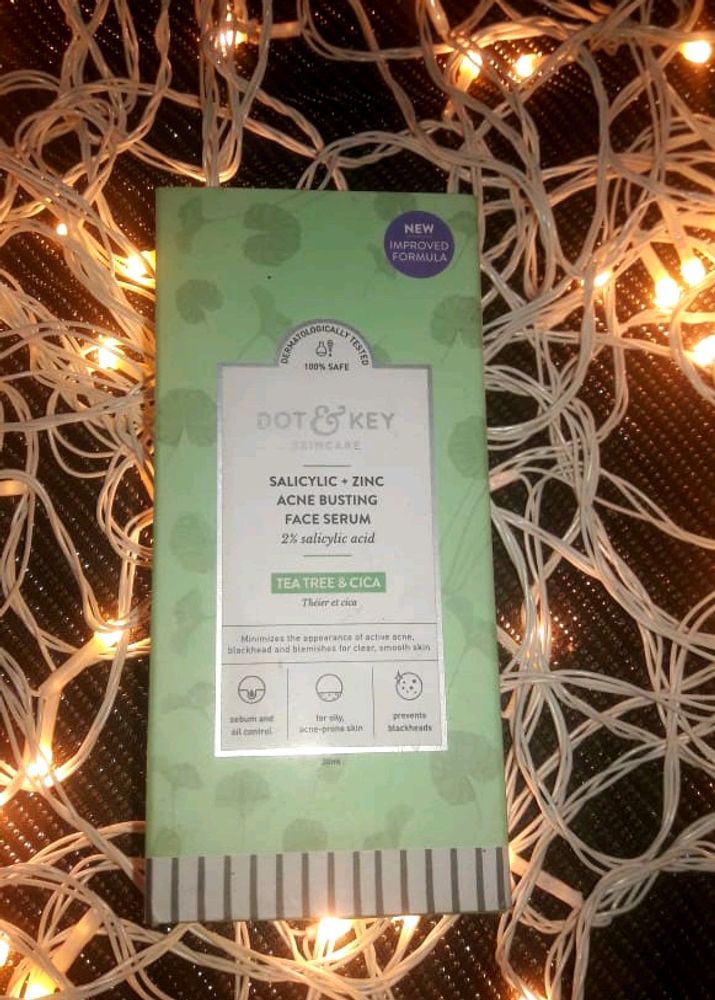 NEW
IMPROVED
FORMULA
DERMATOLOGICALLY TESTED
100% SAFE
DOT & KEY
SKINCARE
SALICYLIC + ZINC
ACNE BUSTING
FACE SERUM
2% salicylic acid
TEA TREE & CICA
Théier et cica
Minimizes the appearance of active acne,
blackhead and blemishes for clear, smooth skin
sebum and
oil control
for oily,
acne-prone skin
prevents
blackheads
30ml